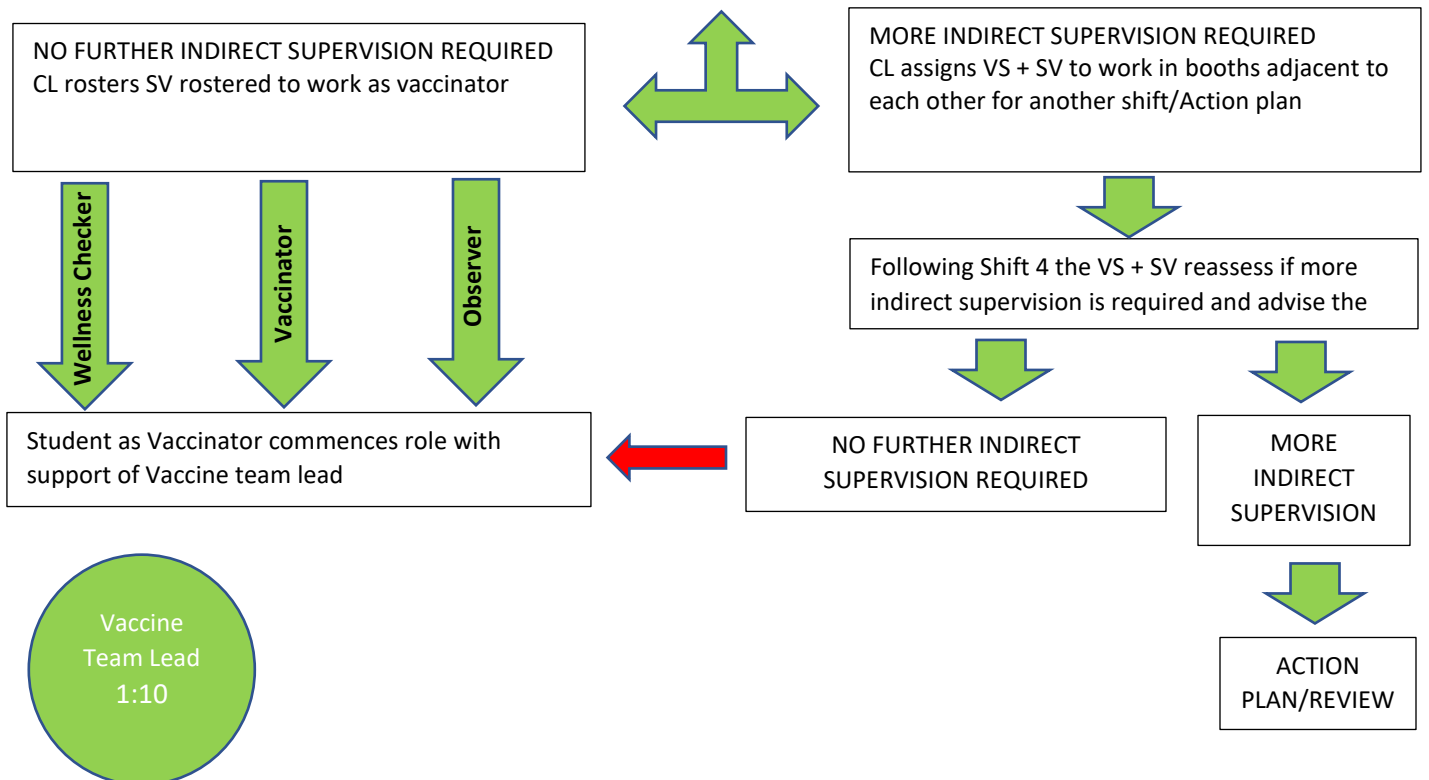 NO FURTHER INDIRECT SUPERVISION REQUIRED
CL rosters SV rostered to work as vaccinator
MORE INDIRECT SUPERVISION REQUIRED
CL assigns VS + SV to work in booths adjacent to
each other for another shift/Action plan
Wellness Checker
Vaccinator
Observer
Following Shift 4 the VS + SV reassess if more
indirect supervision is required and advise the
Student as Vaccinator commences role with
support of Vaccine team lead
NO FURTHER INDIRECT
SUPERVISION REQUIRED
MORE
INDIRECT
SUPERVISION
Vaccine
Team Lead
1:10
ACTION
PLAN/REVIEW